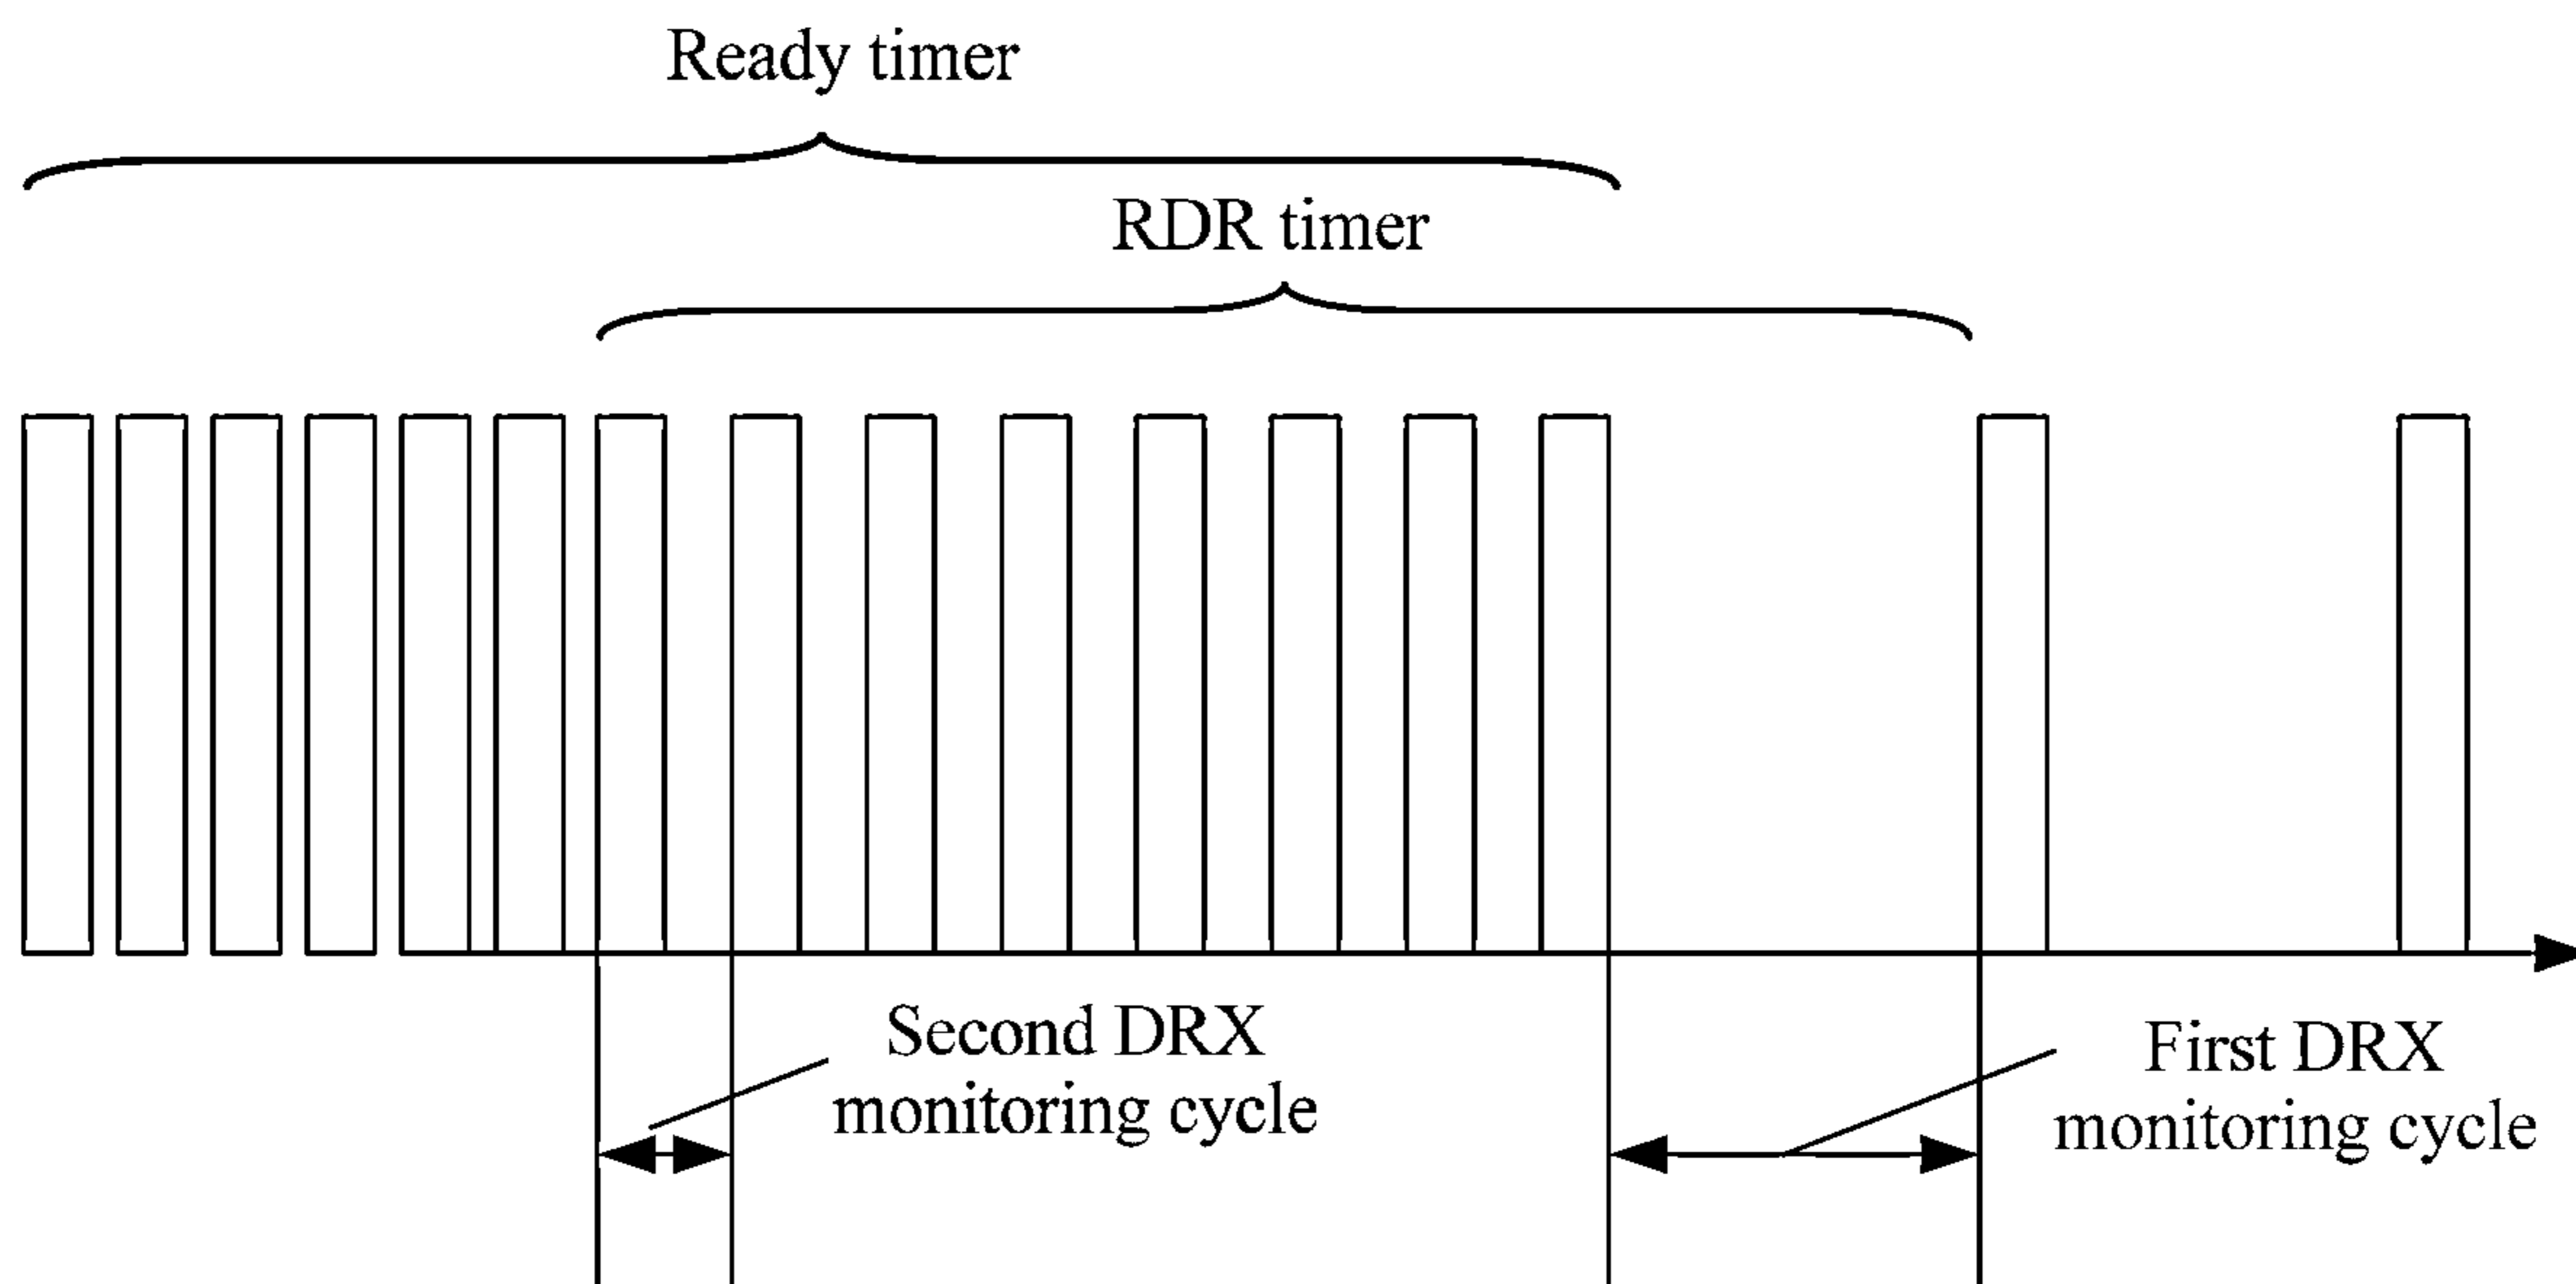 Ready timer
RDR timer
Second DRX
monitoring cycle
First DRX
monitoring cycle